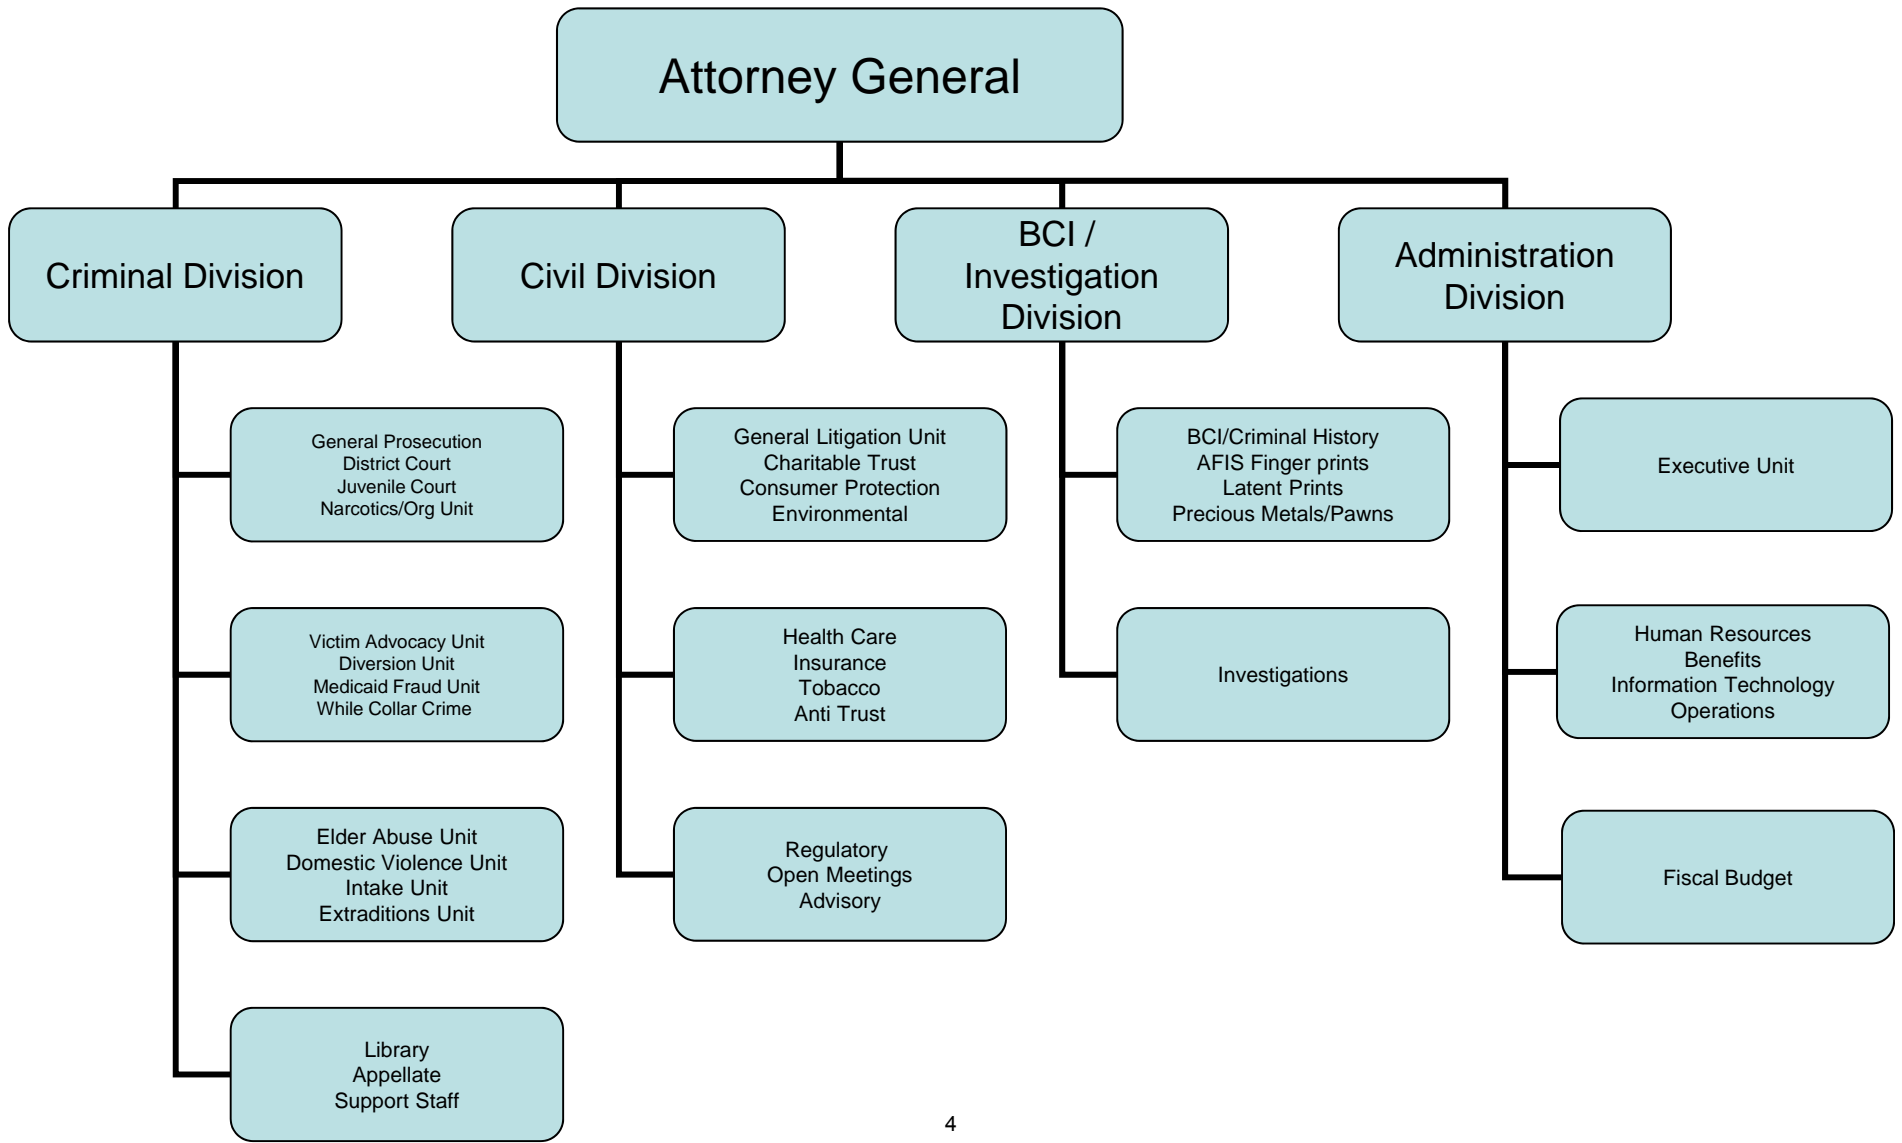 Attorney General
Criminal Division
Civil Division
BCI /
Investigation
Division
Administration
Division
General Prosecution
District Court
Juvenile Court
Narcotics/Org Unit
Victim Advocacy Unit
Diversion Unit
Medicaid Fraud Unit
While Collar Crime
Elder Abuse Unit
Domestic Violence Unit
Intake Unit
Extraditions Unit
Library
Appellate
Support Staff
General Litigation Unit
Charitable Trust
Consumer Protection
Environmental
Health Care
Insurance
Tobacco
Anti Trust
Regulatory
Open Meetings
Advisory
BCI/Criminal History
AFIS Finger prints
Latent Prints
Precious Metals/Pawns
Investigations
Executive Unit
Human Resources
Benefits
Information Technology
Operations
Fiscal Budget
4